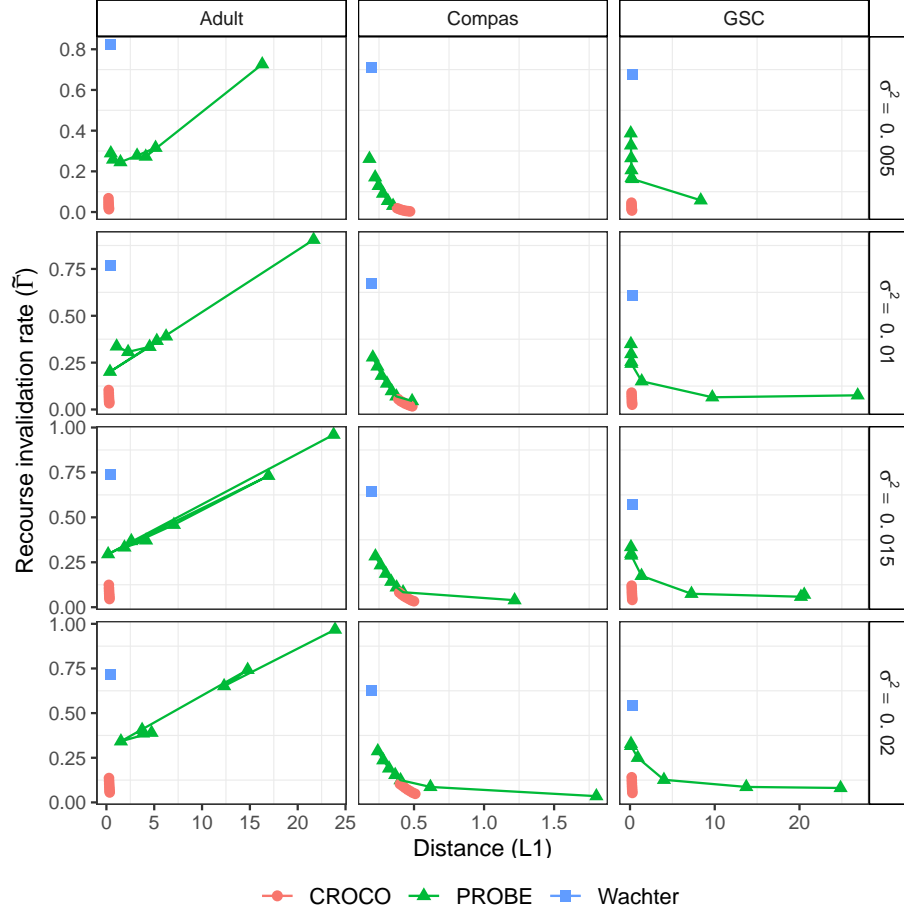 Adult Compas GSC
0.8
0.6
0.4
0.2
0.0
σ² = 0. 005
0.75
0.50
0.25
0.00
σ² = 0. 01
1.00
0.75
0.50
0.25
0.00
σ² = 0. 015
1.00
0.75
0.50
0.25
0.00
σ² = 0. 02
Recourse invalidation rate (Γ̃)
0 5 10 15 20 25 0.5 1.0 1.5 0 10 20
Distance (L1)
CROCO PROBE Wachter